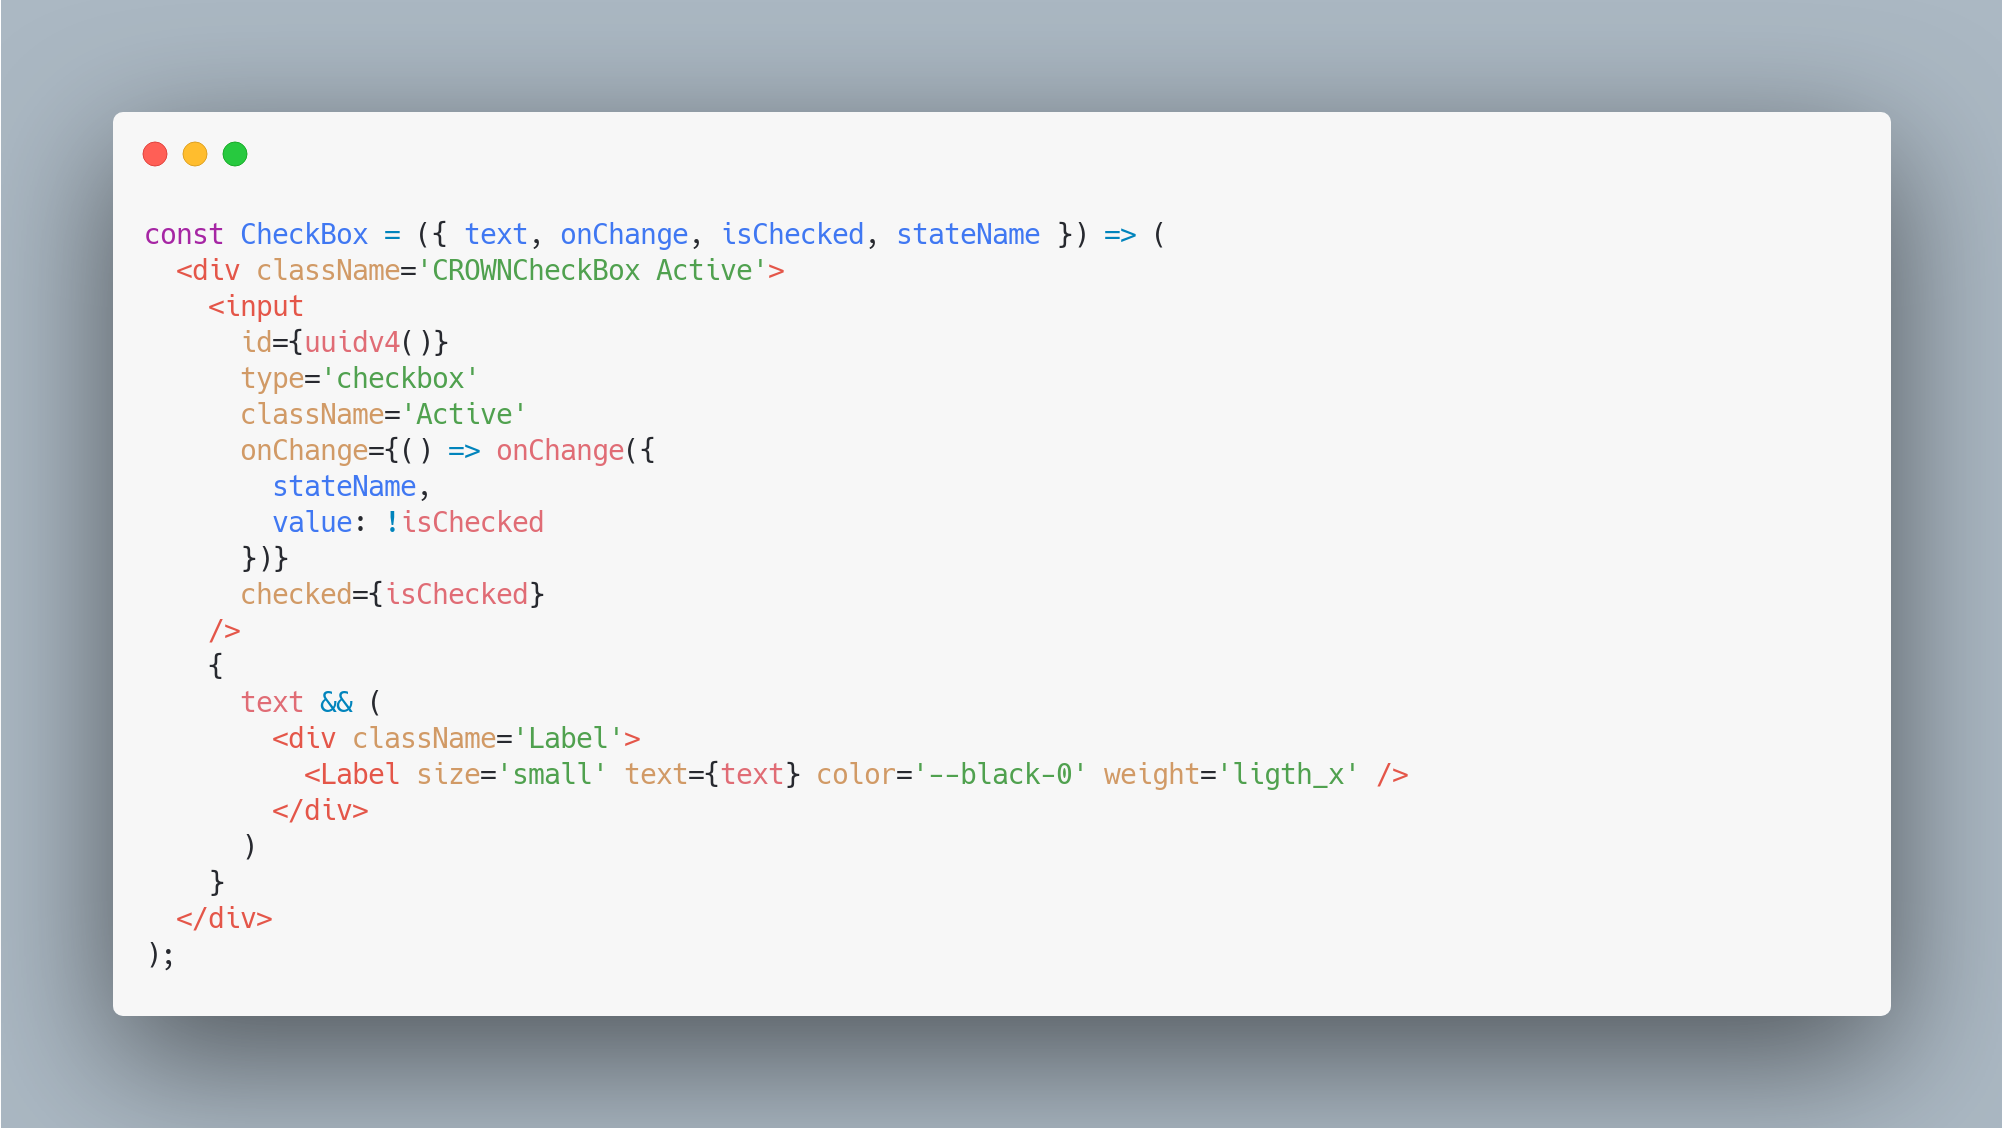 const CheckBox = ({ text, onChange, isChecked, stateName }) => (
  <div className='CROWNCheckBox Active'>
    <input
      id={uuidv4()}
      type='checkbox'
      className='Active'
      onChange={() => onChange({
        stateName,
        value: !isChecked
      })}
      checked={isChecked}
    />
    {
      text && (
        <div className='Label'>
          <Label size='small' text={text} color='--black-0' weight='ligth_x' />
        </div>
      )
    }
  </div>
);